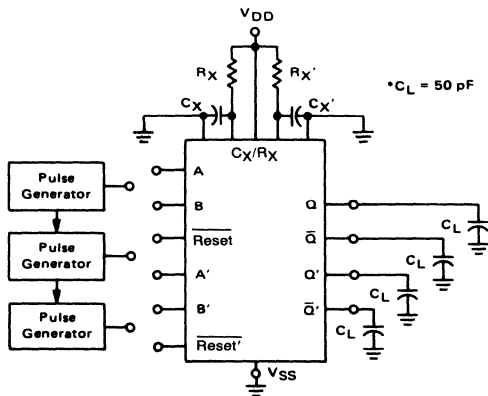 VDD
RX RX'
*CL = 50 pF
CX CX'
CX/RX
Pulse Generator
A
B
Reset
Pulse Generator
A'
B'
Pulse Generator
Reset'
Q
CL
Q̅
CL
Q'
CL
Q̅'
CL
VSS